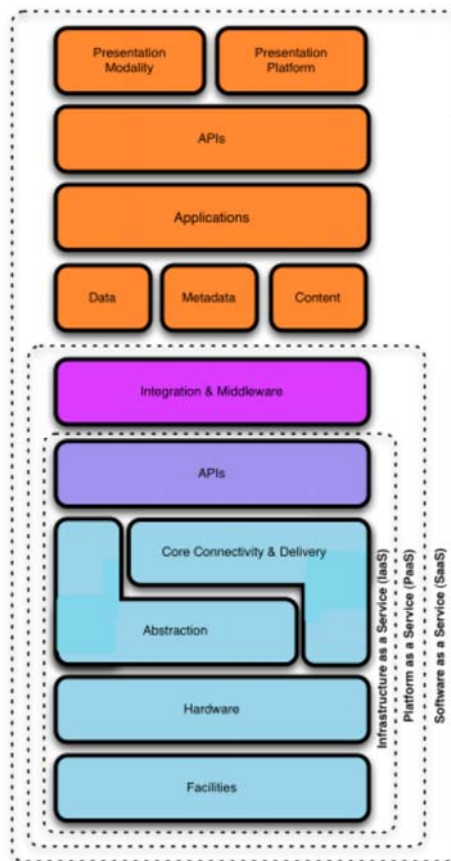 Presentation
Modality
Presentation
Platform
APIs
Applications
Data
Metadata
Content
Integration & Middleware
APIs
Core Connectivity & Delivery
Abstraction
Hardware
Facilities
Infrastructure as a Service (IaaS)
Platform as a Service (PaaS)
Software as a Service (SaaS)